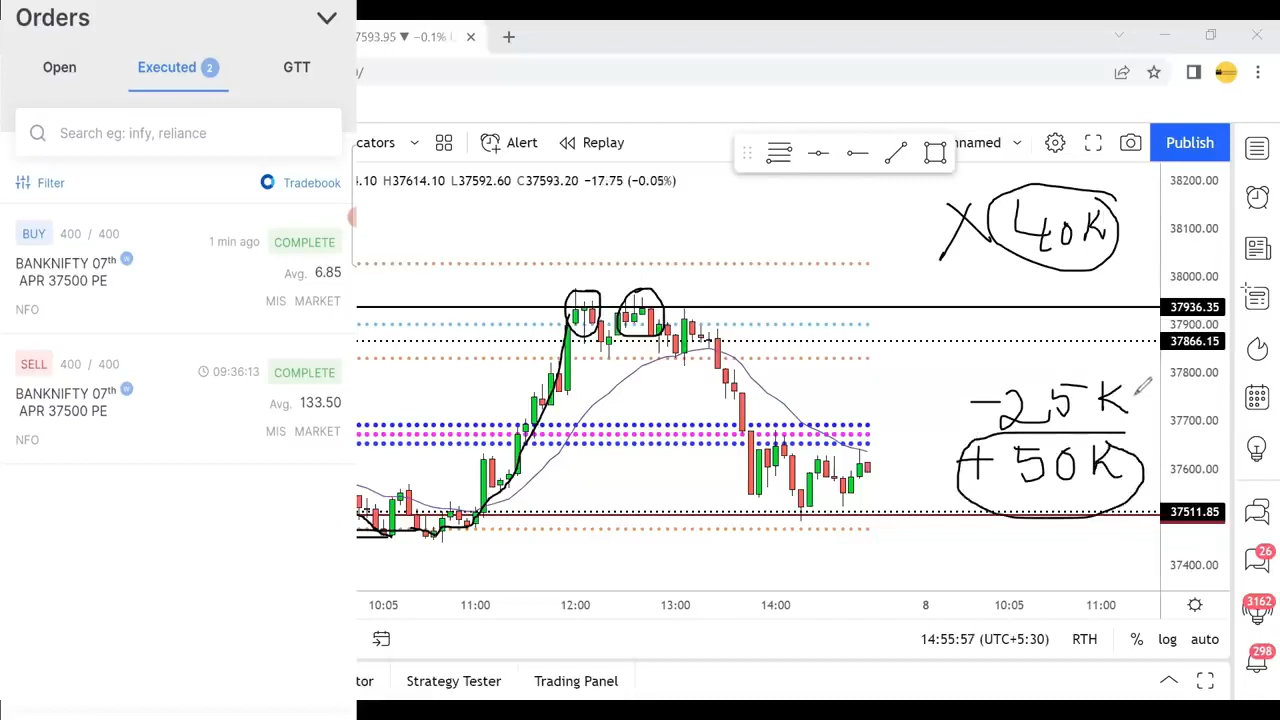 Orders
Open Executed 2 GTT
Search eg: infy, reliance
Filter Tradebook
BUY 400 / 400 1 min ago COMPLETE
BANKNIFTY 07th W
APR 37500 PE
Avg. 6.85
NFO MIS MARKET
SELL 400 / 400 09:36:13 COMPLETE
BANKNIFTY 07th W
APR 37500 PE
Avg. 133.50
NFO MIS MARKET
37593.95 ▼ −0.1%
cators Alert Replay
nnamed Publish
4.10 H37614.10 L37592.60 C37593.20 −17.75 (−0.05%)
X 40K
-25K
+50K
38200.00
38100.00
38000.00
37936.35
37900.00
37866.15
37800.00
37700.00
37600.00
37511.85
37400.00
10:05 11:00 12:00 13:00 14:00 8 10:05 11:00
14:55:57 (UTC+5:30) RTH % log auto
tor Strategy Tester Trading Panel
26
3162
298